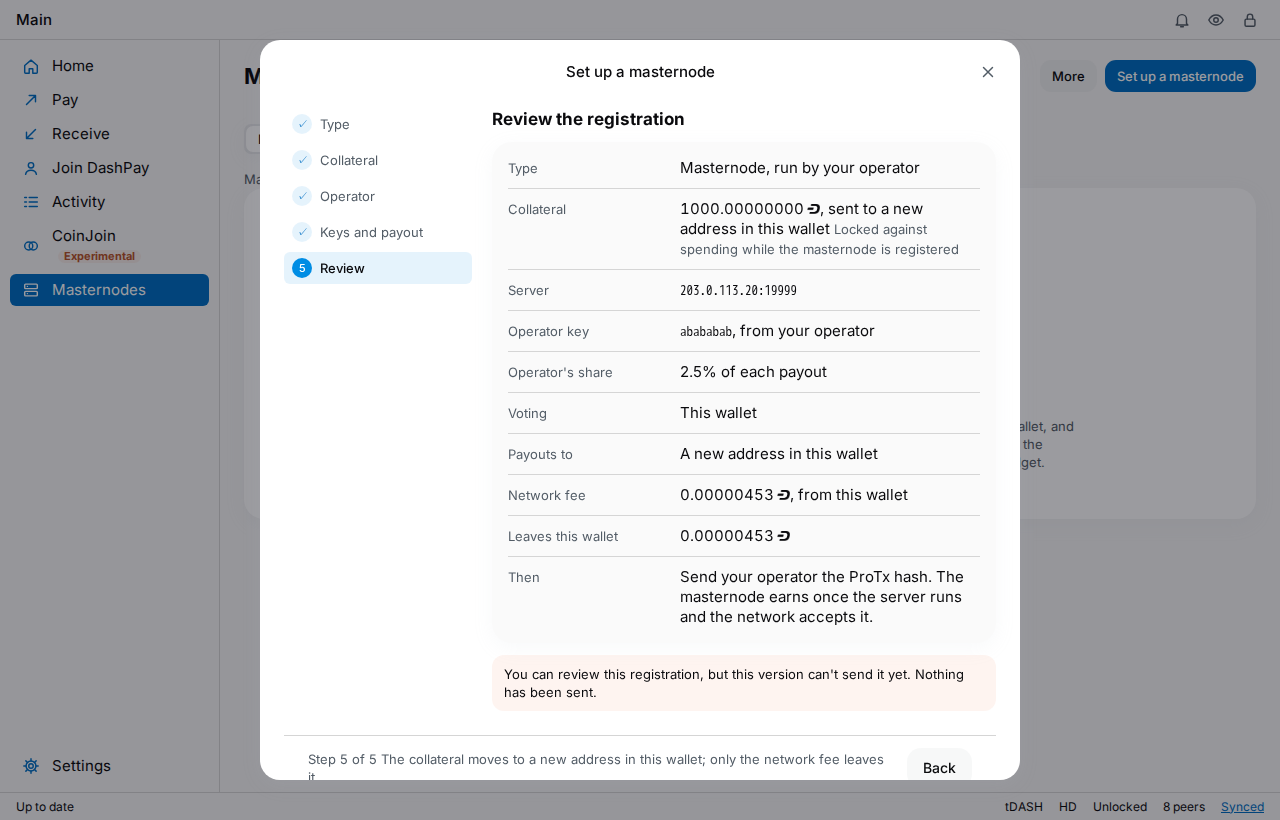 Main
Home
Pay
Receive
Join DashPay
Activity
CoinJoin
Experimental
Masternodes
Settings
More
Set up a masternode
Set up a masternode
Type
Collateral
Operator
Keys and payout
5 Review
Review the registration
Type Masternode, run by your operator
Collateral 1000.00000000 , sent to a new
address in this wallet Locked against
spending while the masternode is registered
Server 203.0.113.20:19999
Operator key abababab, from your operator
Operator's share 2.5% of each payout
Voting This wallet
Payouts to A new address in this wallet
Network fee 0.00000453 , from this wallet
Leaves this wallet 0.00000453
Then Send your operator the ProTx hash. The
masternode earns once the server runs
and the network accepts it.
You can review this registration, but this version can't send it yet. Nothing
has been sent.
Step 5 of 5 The collateral moves to a new address in this wallet; only the network fee leaves
it
Back
and
the
Up to date
tDASH HD Unlocked 8 peers Synced